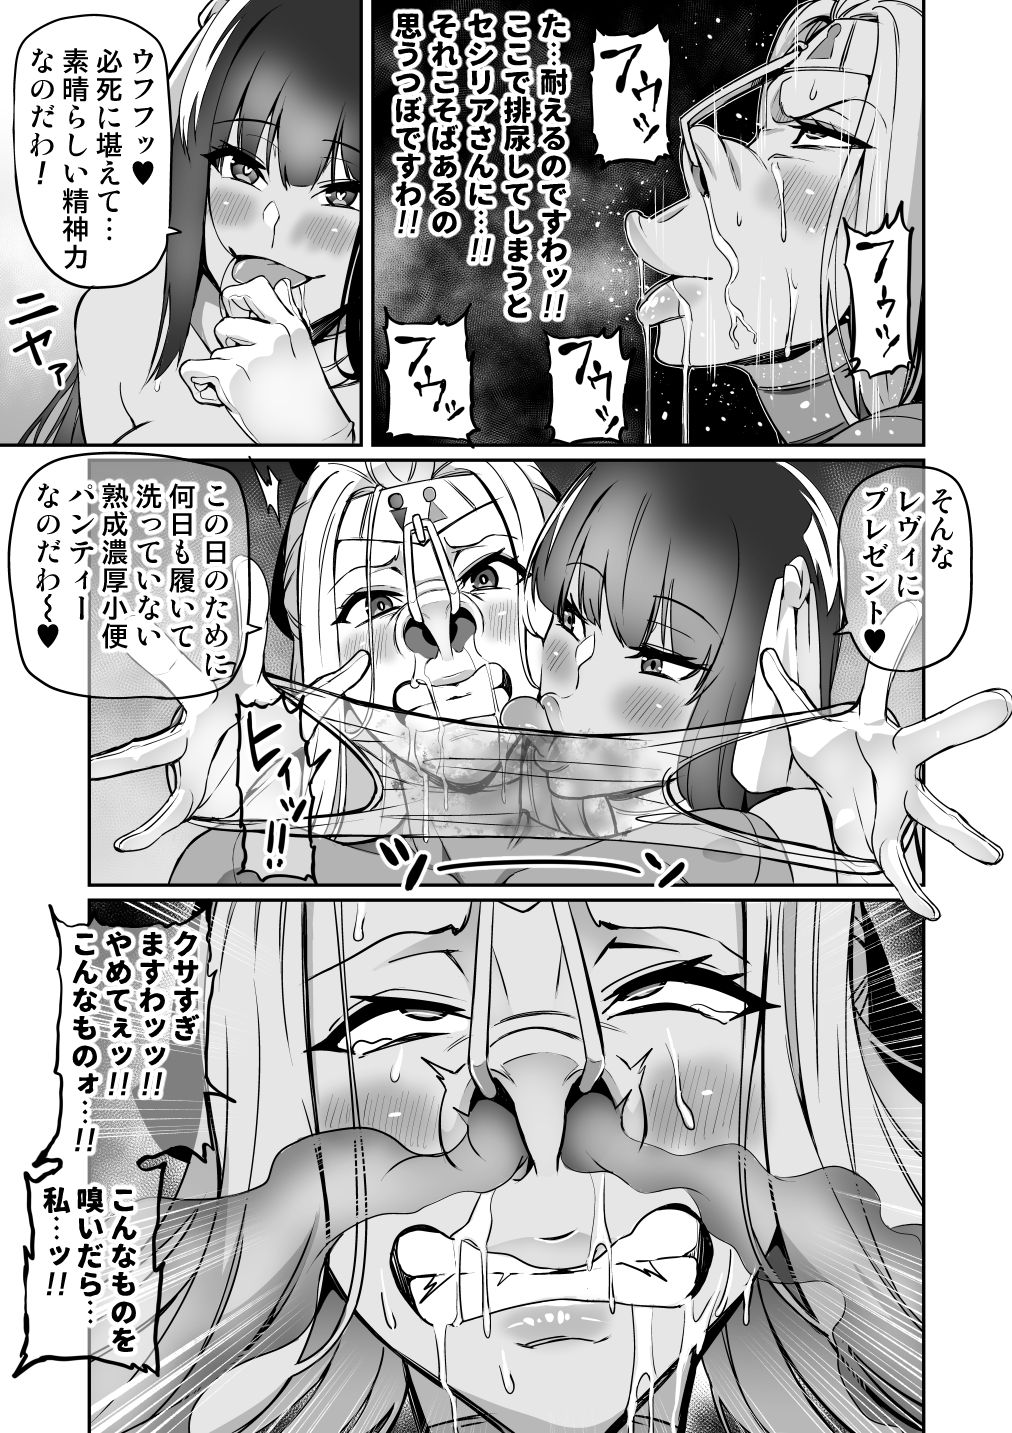 た…耐えるのですわッ!!
ここで排尿してしまうと
セシリアさんに…!!
それこそばあるの
思うつぼですわ!!
フゥッ
フゥッ
フゥッ
フゥッ
ウフフッ♥
必死に堪えて…
素晴らしい精神力
なのだわ!
ニヤァ
そんな
レヴィに
プレゼント♥
この日のために
何日も履いて
洗っていない
熟成濃厚小便
パンティー
なのだわ～♥
ヒィッ!!
クサすぎ
ますわッッ!!
やめてぇッ!!
こんなものォ…!!
こんなものを
嗅いだら…
私…ッ!!